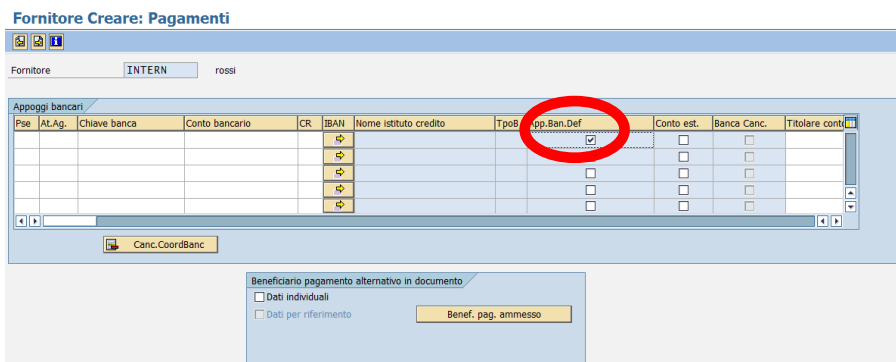 Fornitore Creare: Pagamenti
Fornitore INTERN rossi
Appoggi bancari
Pse At.Ag. Chiave banca Conto bancario CR IBAN Nome istituto credito TpoB App.Ban.Def Conto est. Banca Canc. Titolare conto
Canc.CoordBanc
Beneficiario pagamento alternativo in documento
Dati individuali
Dati per riferimento Benef. pag. ammesso